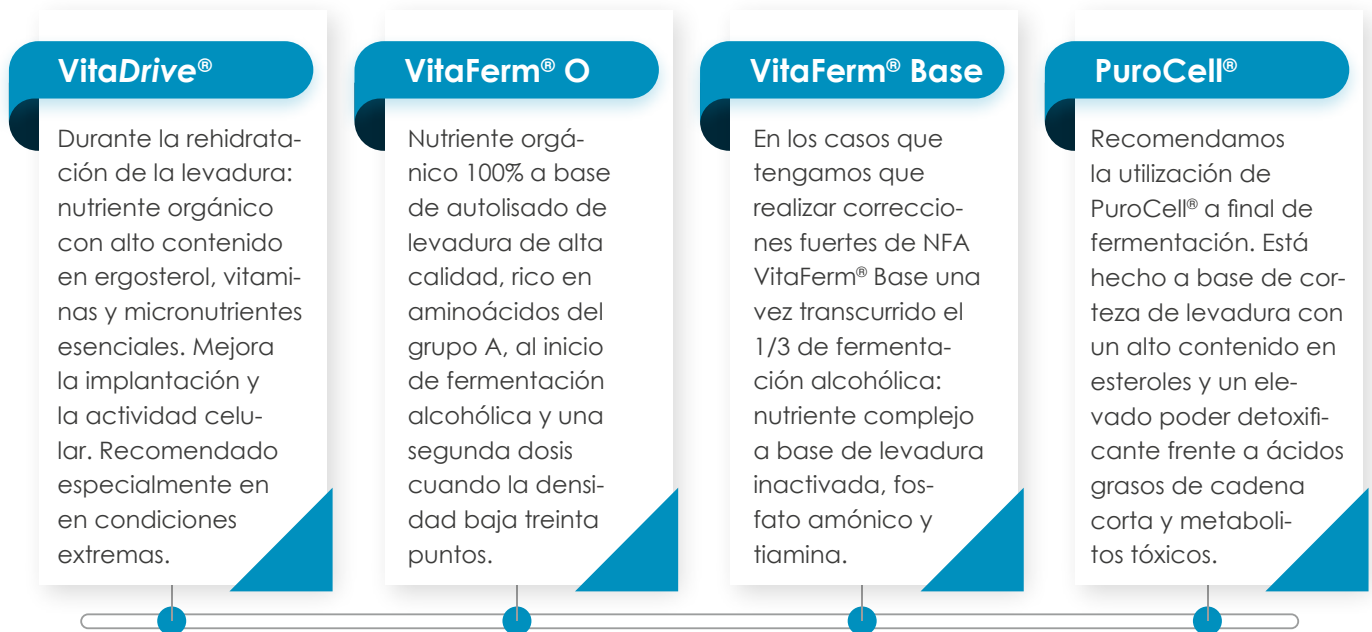 VitaDrive®
Durante la rehidrata-
ción de la levadura:
nutriente orgánico
con alto contenido
en ergosterol, vitami-
nas y micronutrientes
esenciales. Mejora
la implantación y
la actividad celu-
lar. Recomendado
especialmente en
en condiciones
extremas.
VitaFerm® O
Nutriente orgá-
nico 100% a base
de autolisado de
levadura de alta
calidad, rico en
aminoácidos del
grupo A, al inicio
de fermentación
alcohólica y una
segunda dosis
cuando la densi-
dad baja treinta
puntos.
VitaFerm® Base
En los casos que
tengamos que
realizar correccio-
nes fuertes de NFA
VitaFerm® Base una
vez transcurrido el
1/3 de fermenta-
ción alcohólica:
nutriente complejo
a base de levadura
inactivada, fos-
fato amónico y
tiamina.
PuroCell®
Recomendamos
la utilización de
PuroCell® a final de
fermentación. Está
hecho a base de cor-
teza de levadura con
un alto contenido en
esteroles y un ele-
vado poder detoxifi-
cante frente a ácidos
grasos de cadena
corta y metaboli-
tos tóxicos.